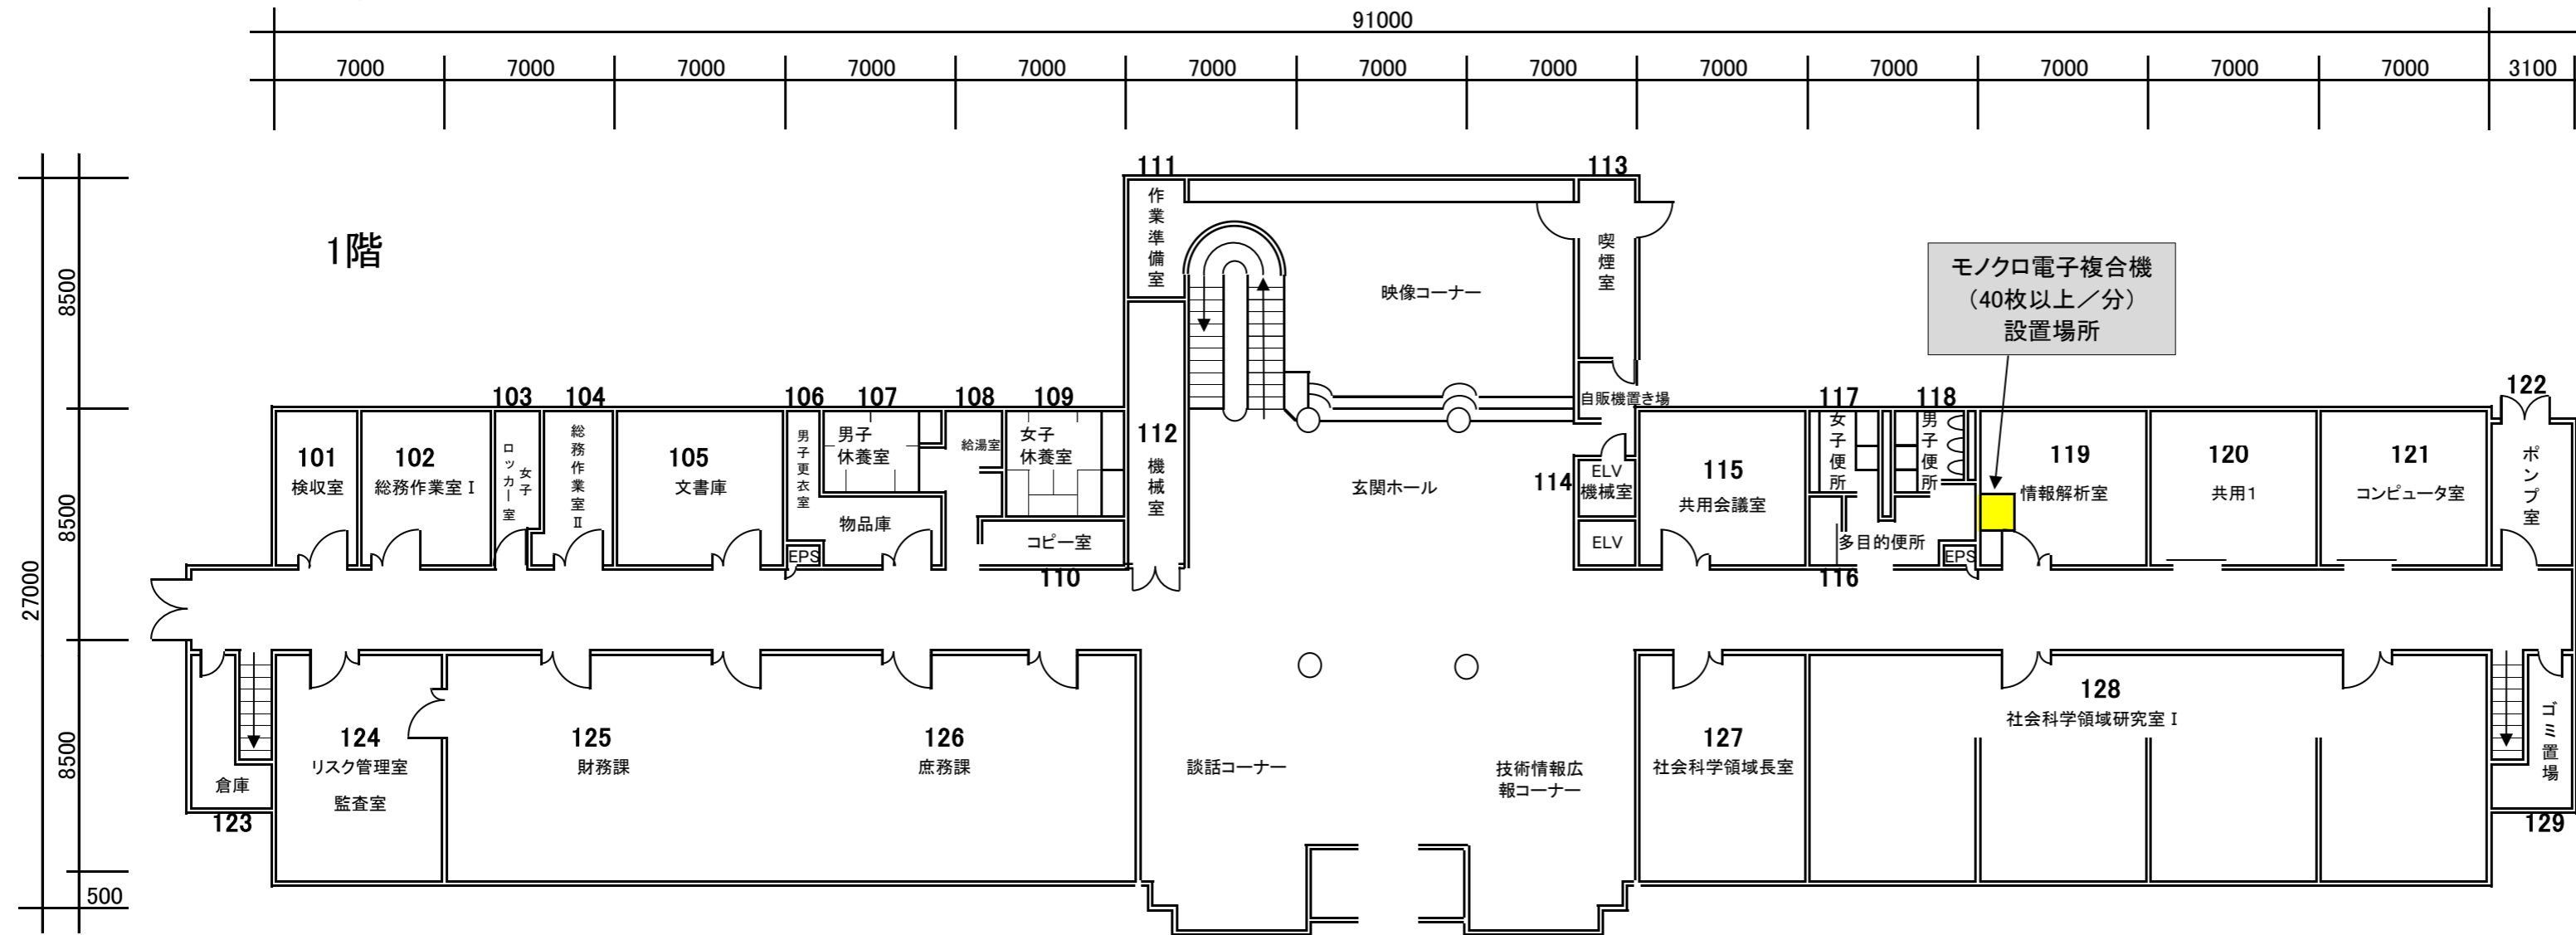 91000
7000
7000
7000
7000
7000
7000
7000
7000
7000
7000
7000
7000
7000
3100
27000
8500
8500
8500
500
1階
モノクロ電子複合機
（40枚以上／分）
設置場所
111
作業準備室
113
喫煙室
映像コーナー
自販機置き場
101
検収室
102
総務作業室Ⅰ
103
女子
ロッカー室
104
総務作業室Ⅱ
105
文書庫
106
男子更衣室
EPS
107
男子
休養室
物品庫
108
給湯室
109
女子
休養室
コピー室
110
112
機械室
玄関ホール
114
ELV
機械室
ELV
115
共用会議室
117
女子便所
118
男子便所
多目的便所
116
EPS
119
情報解析室
120
共用1
121
コンピュータ室
122
ポンプ室
倉庫
123
124
リスク管理室
監査室
125
財務課
126
庶務課
談話コーナー
技術情報広
報コーナー
127
社会科学領域長室
128
社会科学領域研究室Ⅰ
ゴミ置場
129